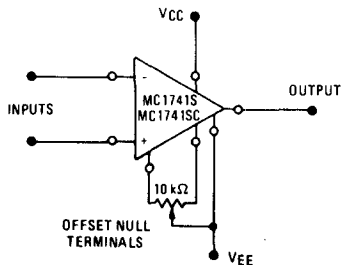 VCC
-
MC1741S
MC1741SC
OUTPUT
INPUTS
+
10 kΩ
OFFSET NULL
TERMINALS
VEE